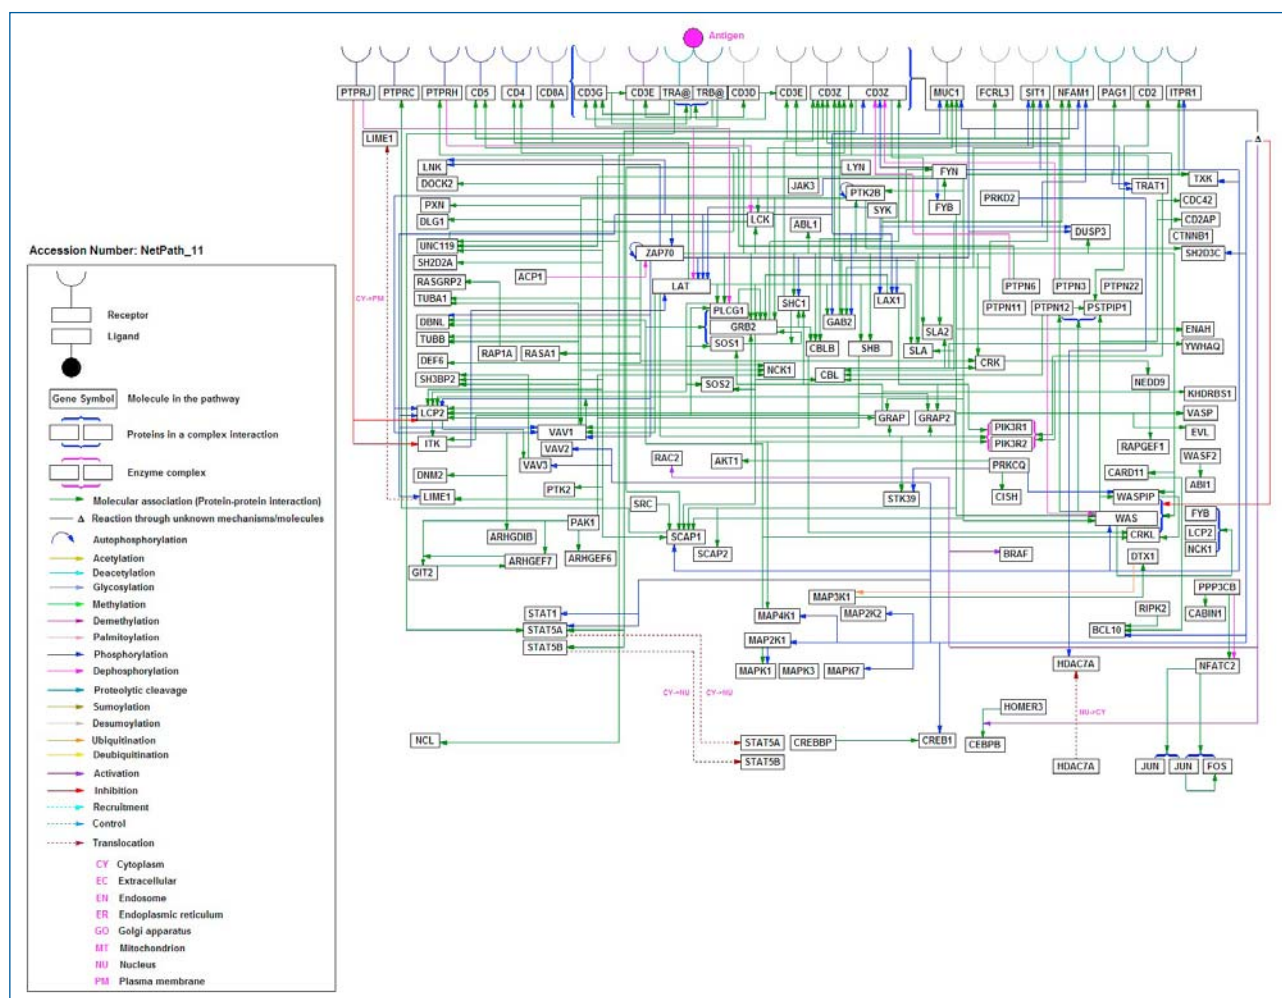 Antigen
PTPRJ PTPRC PTPRH CD5 CD4 CD8A CD3G CD3E TRA@ TRB@ CD3D CD3E CD3Z CD3Z MUC1 FCRL3 SIT1 NFAM1 PAG1 CD2 ITPR1
LIME1 Δ
LNK LYN FYN TXK
DOCK2 JAK3 PTK2B TRAT1
PXN FYB PRKD2 CDC42
DLG1 LCK ABL1 SYK CD2AP
DUSP3 CTNNB1
UNC119 ZAP70 SH2D3C
Accession Number: NetPath_11
SH2D2A
RASGRP2 ACP1 LAT PTPN6 PTPN3 PTPN22
TUBA1 CY->PM SHC1 LAX1
PLCG1 PTPN11 PTPN12 PSTPIP1
Receptor
DBNL GRB2 GAB2 SLA2 ENAH
Ligand
TUBB RAP1A RASA1 SOS1 CBLB SHB SLA YWHAQ
DEF6 CRK
SH3BP2 NCK1 CBL NEDD9
SOS2 KHDRBS1
Gene Symbol Molecule in the pathway
LCP2 GRAP GRAP2 VASP
Proteins in a complex interaction
VAV1 PIK3R1 EVL
ITK PIK3R2 RAPGEF1
VAV2
RAC2 AKT1 PRKCQ WASF2
VAV3
Enzyme complex
DNM2 CARD11
PTK2 ABI1
LIME1 STK39 CISH WASPIP
Molecular association (Protein-protein interaction)
SRC
Δ Reaction through unknown mechanisms/molecules
PAK1 WAS FYB
Autophosphorylation
ARHGDIB SCAP1 CRKL LCP2
SCAP2 NCK1
Acetylation
ARHGEF7 ARHGEF6 BRAF DTX1
Deacetylation
GIT2
Glycosylation
PPP3CB
MAP3K1
Methylation
STAT1 MAP4K1 MAP2K2 RIPK2 CABIN1
Demethylation
STAT5A BCL10
Palmitoylation
STAT5B MAP2K1
Phosphorylation
MAPK1 MAPK3 MAPK7 HDAC7A NFATC2
Dephosphorylation
Proteolytic cleavage
CY->NU CY->NU
Sumoylation
HOMER3 NU->CY
Desumoylation
NCL STAT5A CREBBP CREB1 CEBPB
Ubiquitination
Deubiquitination
STAT5B HDAC7A JUN JUN FOS
Activation
Inhibition
Recruitment
Control
Translocation
CY Cytoplasm
EC Extracellular
EN Endosome
ER Endoplasmic reticulum
GO Golgi apparatus
MT Mitochondrion
NU Nucleus
PM Plasma membrane